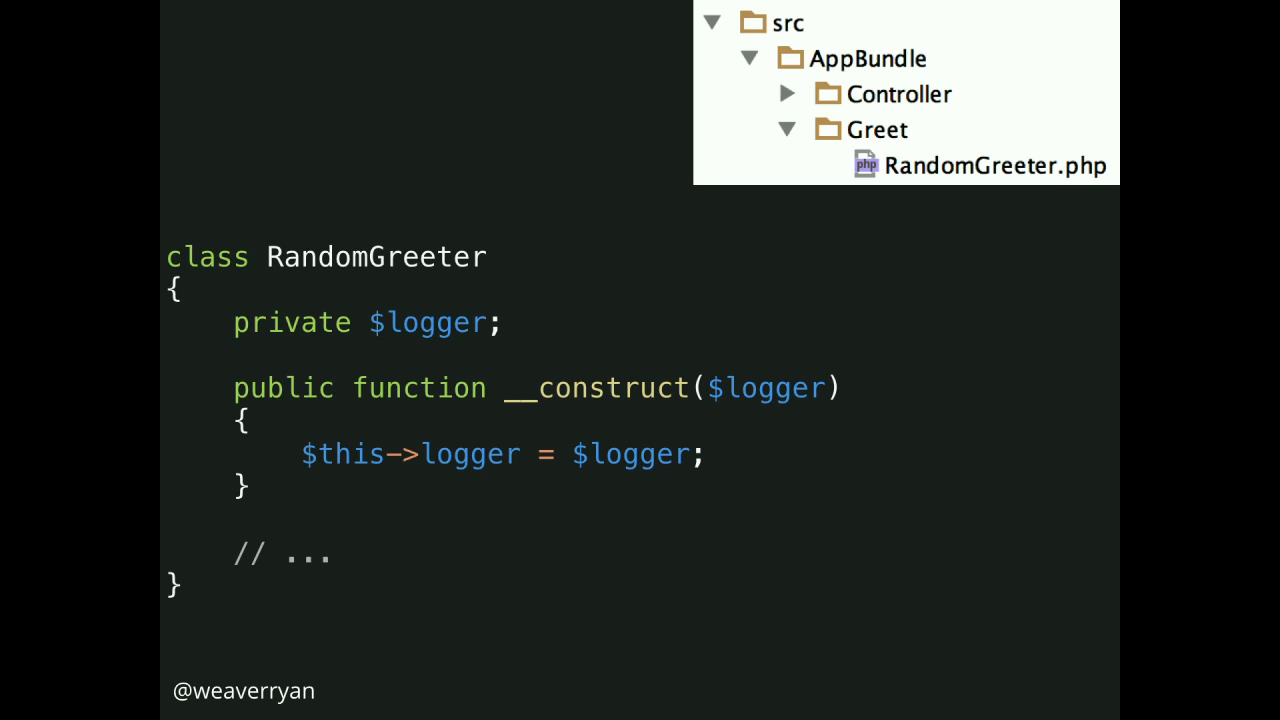 src
AppBundle
Controller
Greet
php RandomGreeter.php
class RandomGreeter
{
    private $logger;
    public function __construct($logger)
    {
        $this->logger = $logger;
    }
    // ...
}
@weaverryan